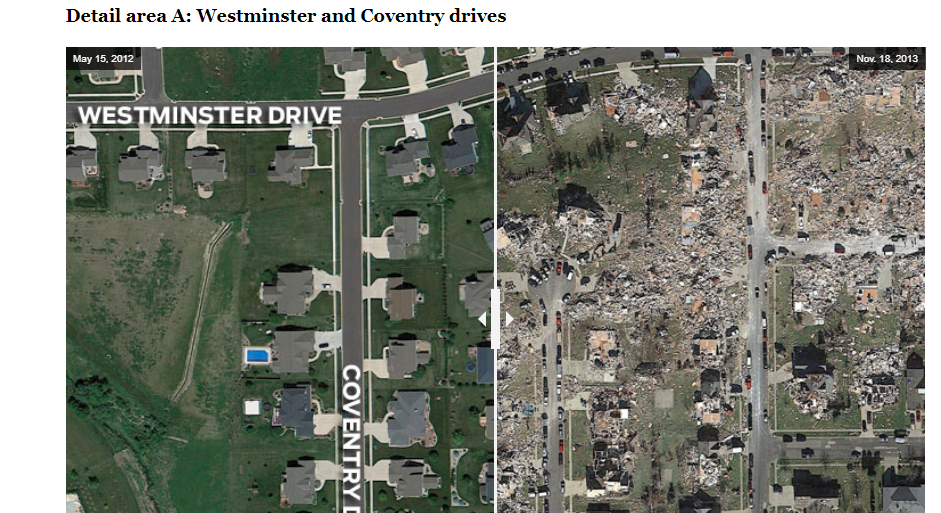 Detail area A: Westminster and Coventry drives
May 15, 2012
Nov. 18, 2013
WESTMINSTER DRIVE
COVENTRY D